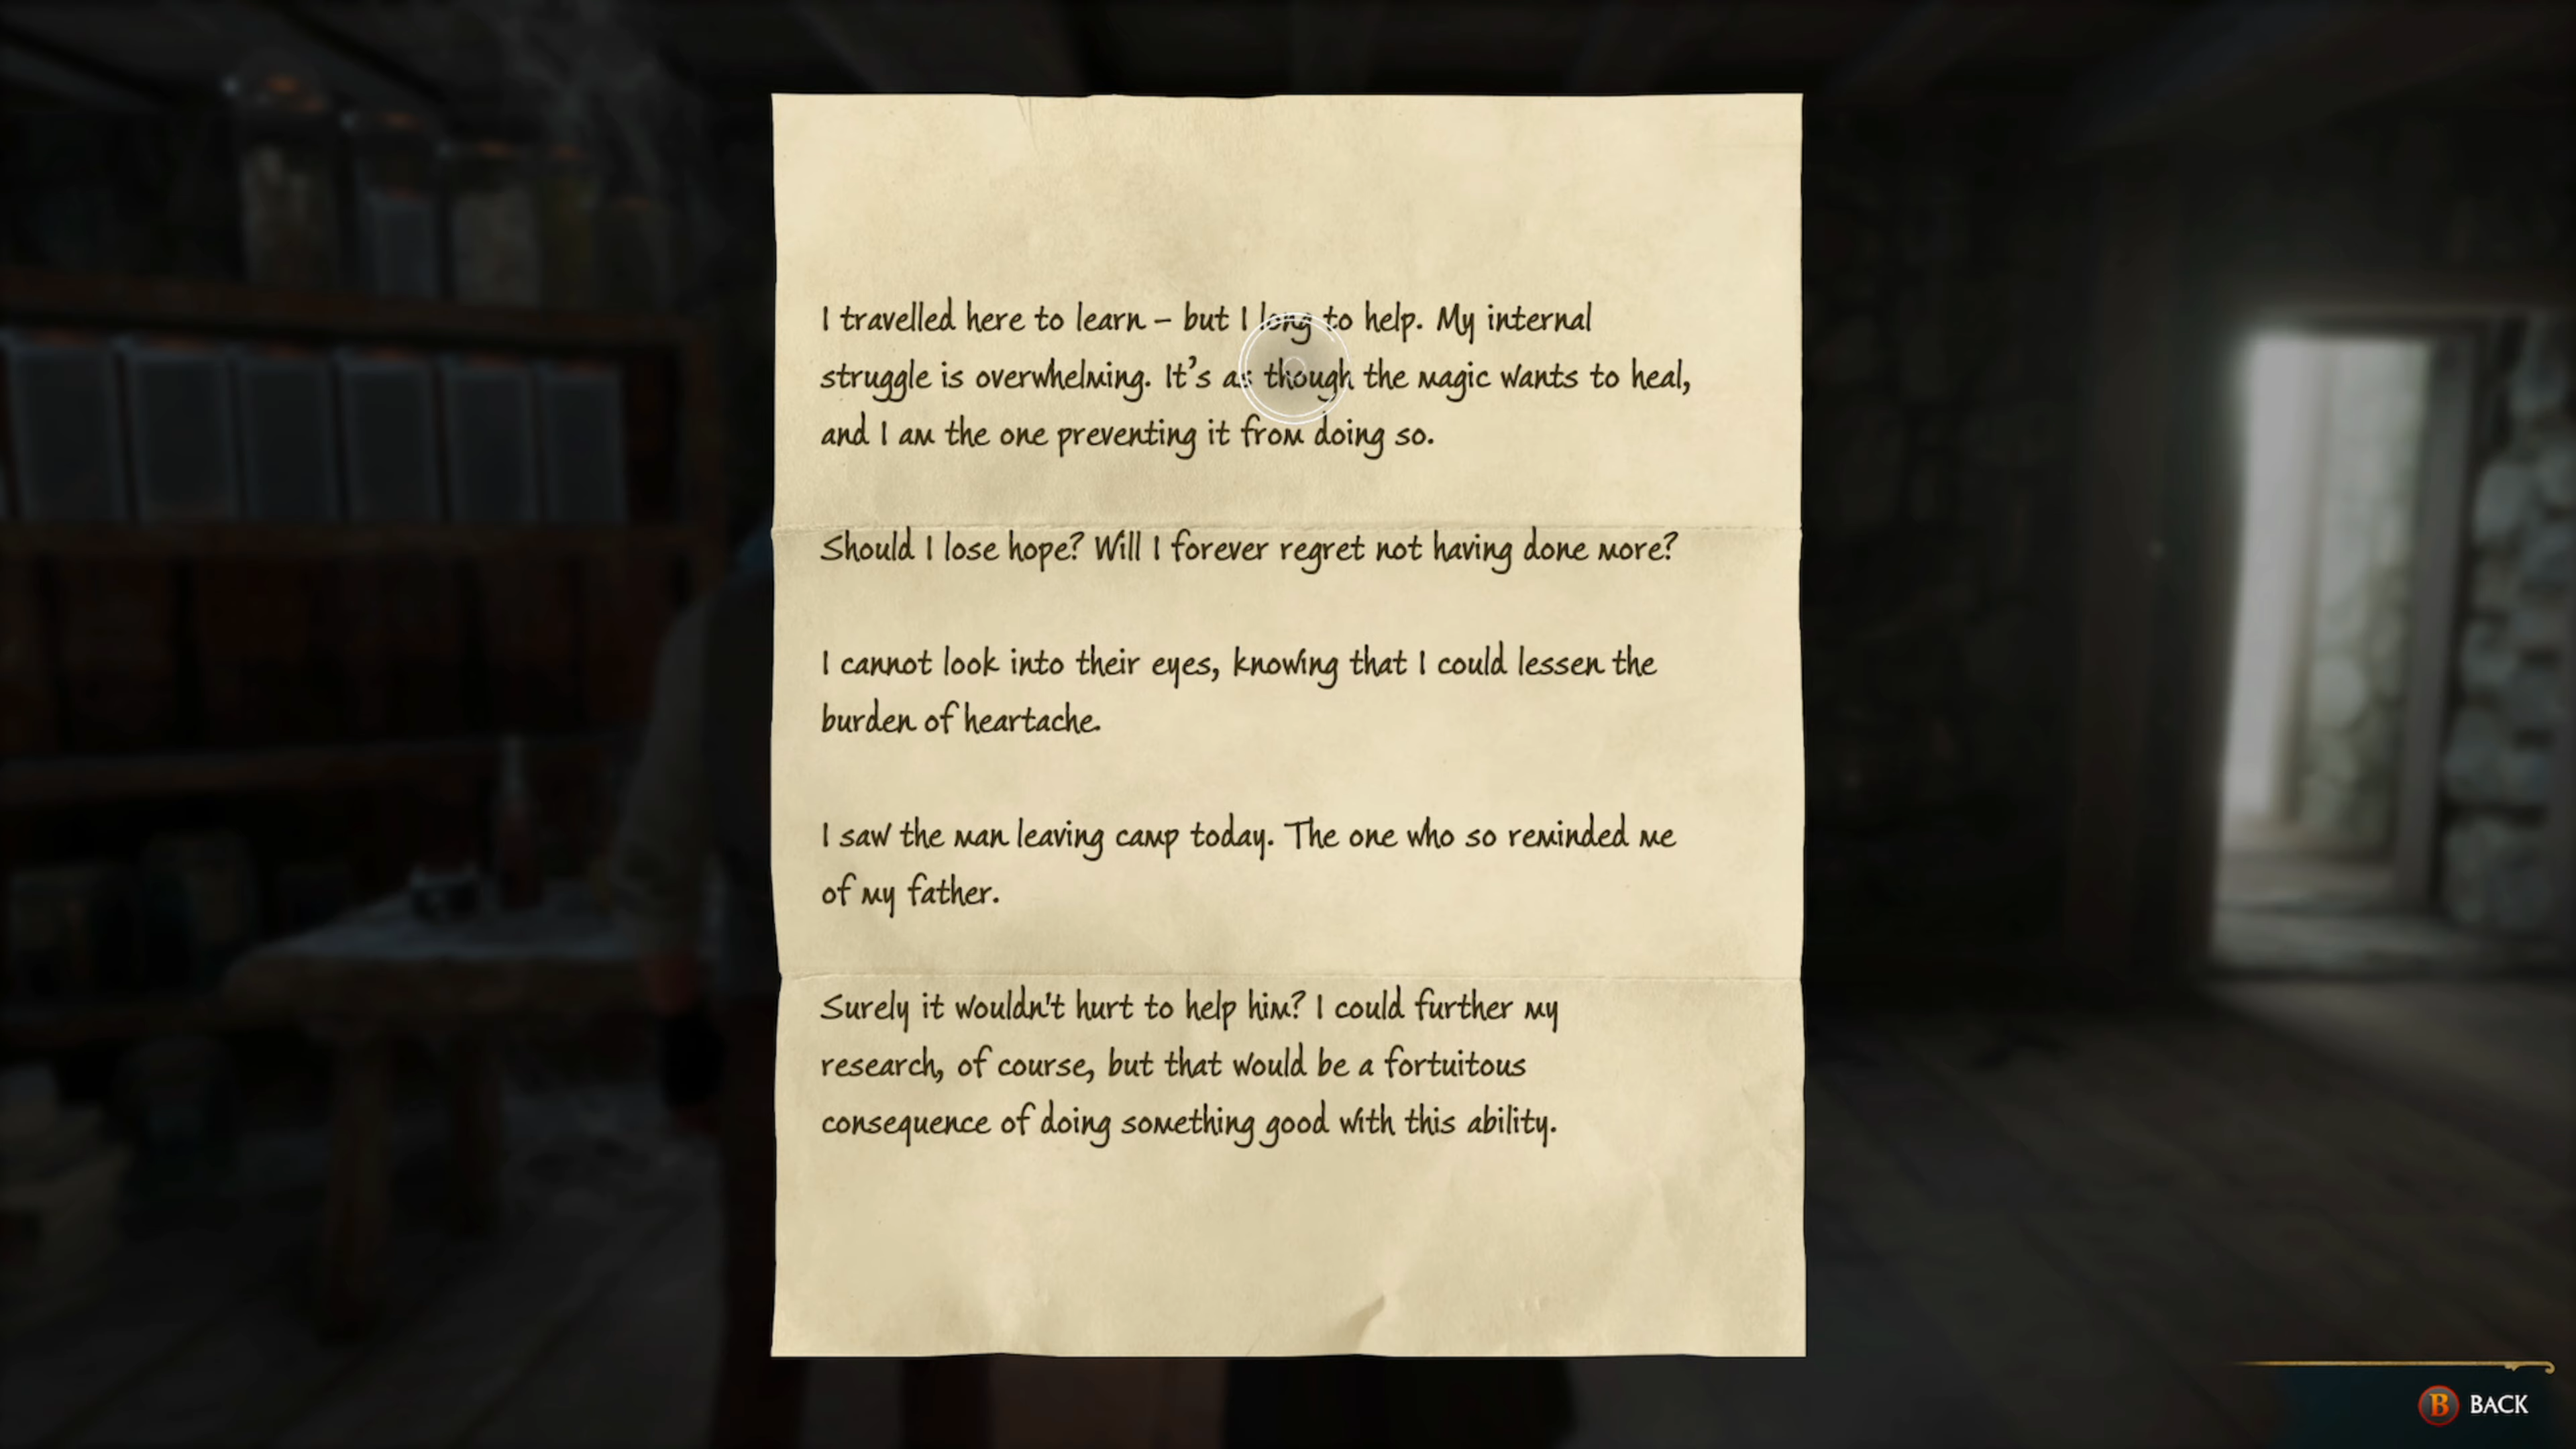 I travelled here to learn – but I long to help. My internal
struggle is overwhelming. It's as though the magic wants to heal,
and I am the one preventing it from doing so.
Should I lose hope? Will I forever regret not having done more?
I cannot look into their eyes, knowing that I could lessen the
burden of heartache.
I saw the man leaving camp today. The one who so reminded me
of my father.
Surely it wouldn't hurt to help him? I could further my
research, of course, but that would be a fortuitous
consequence of doing something good with this ability.
B BACK